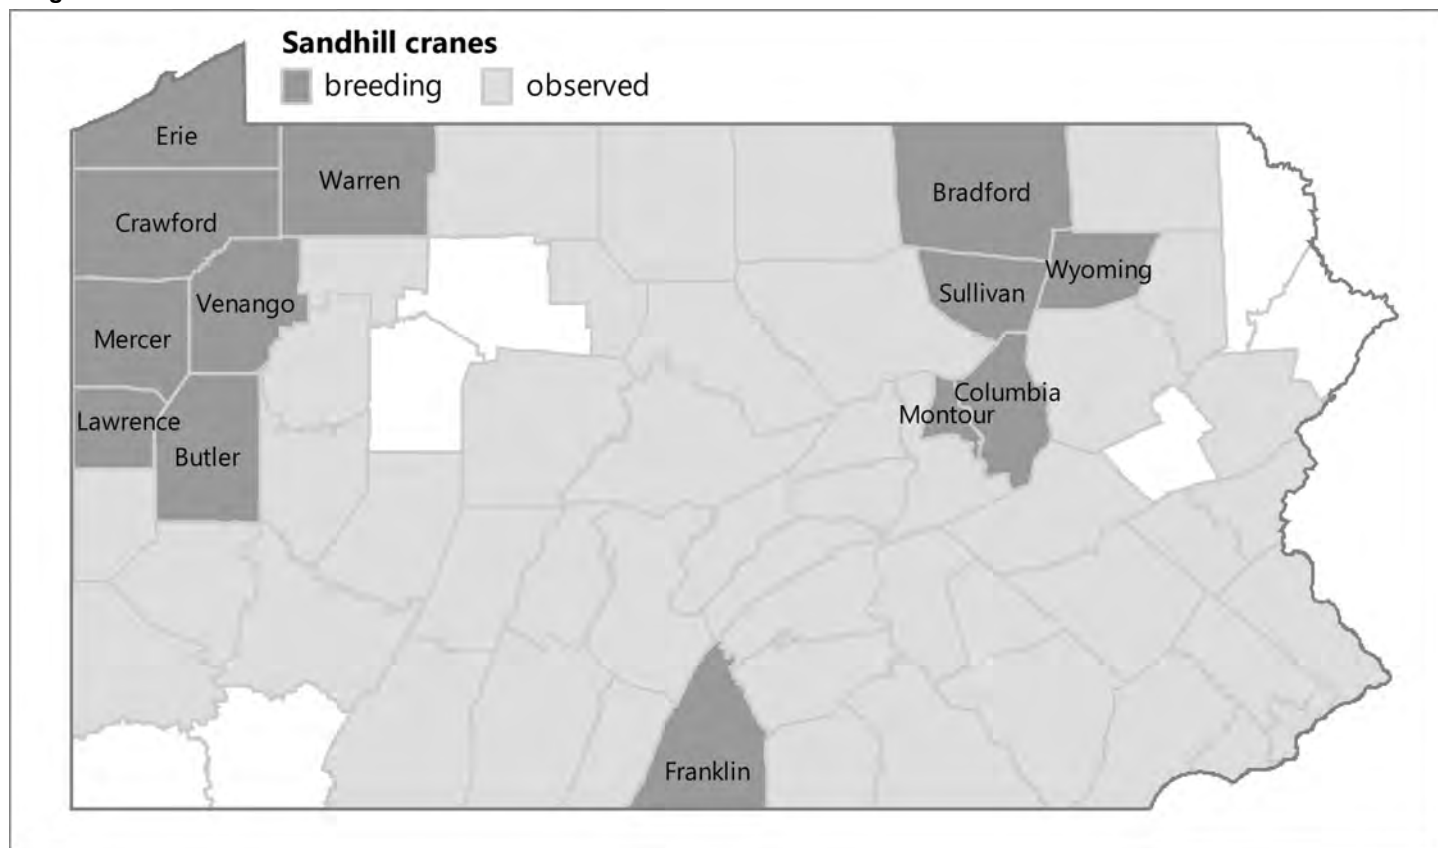 Sandhill cranes
breeding observed
Erie
Warren
Crawford
Bradford
Wyoming
Sullivan
Venango
Mercer
Columbia
Montour
Lawrence
Butler
Franklin